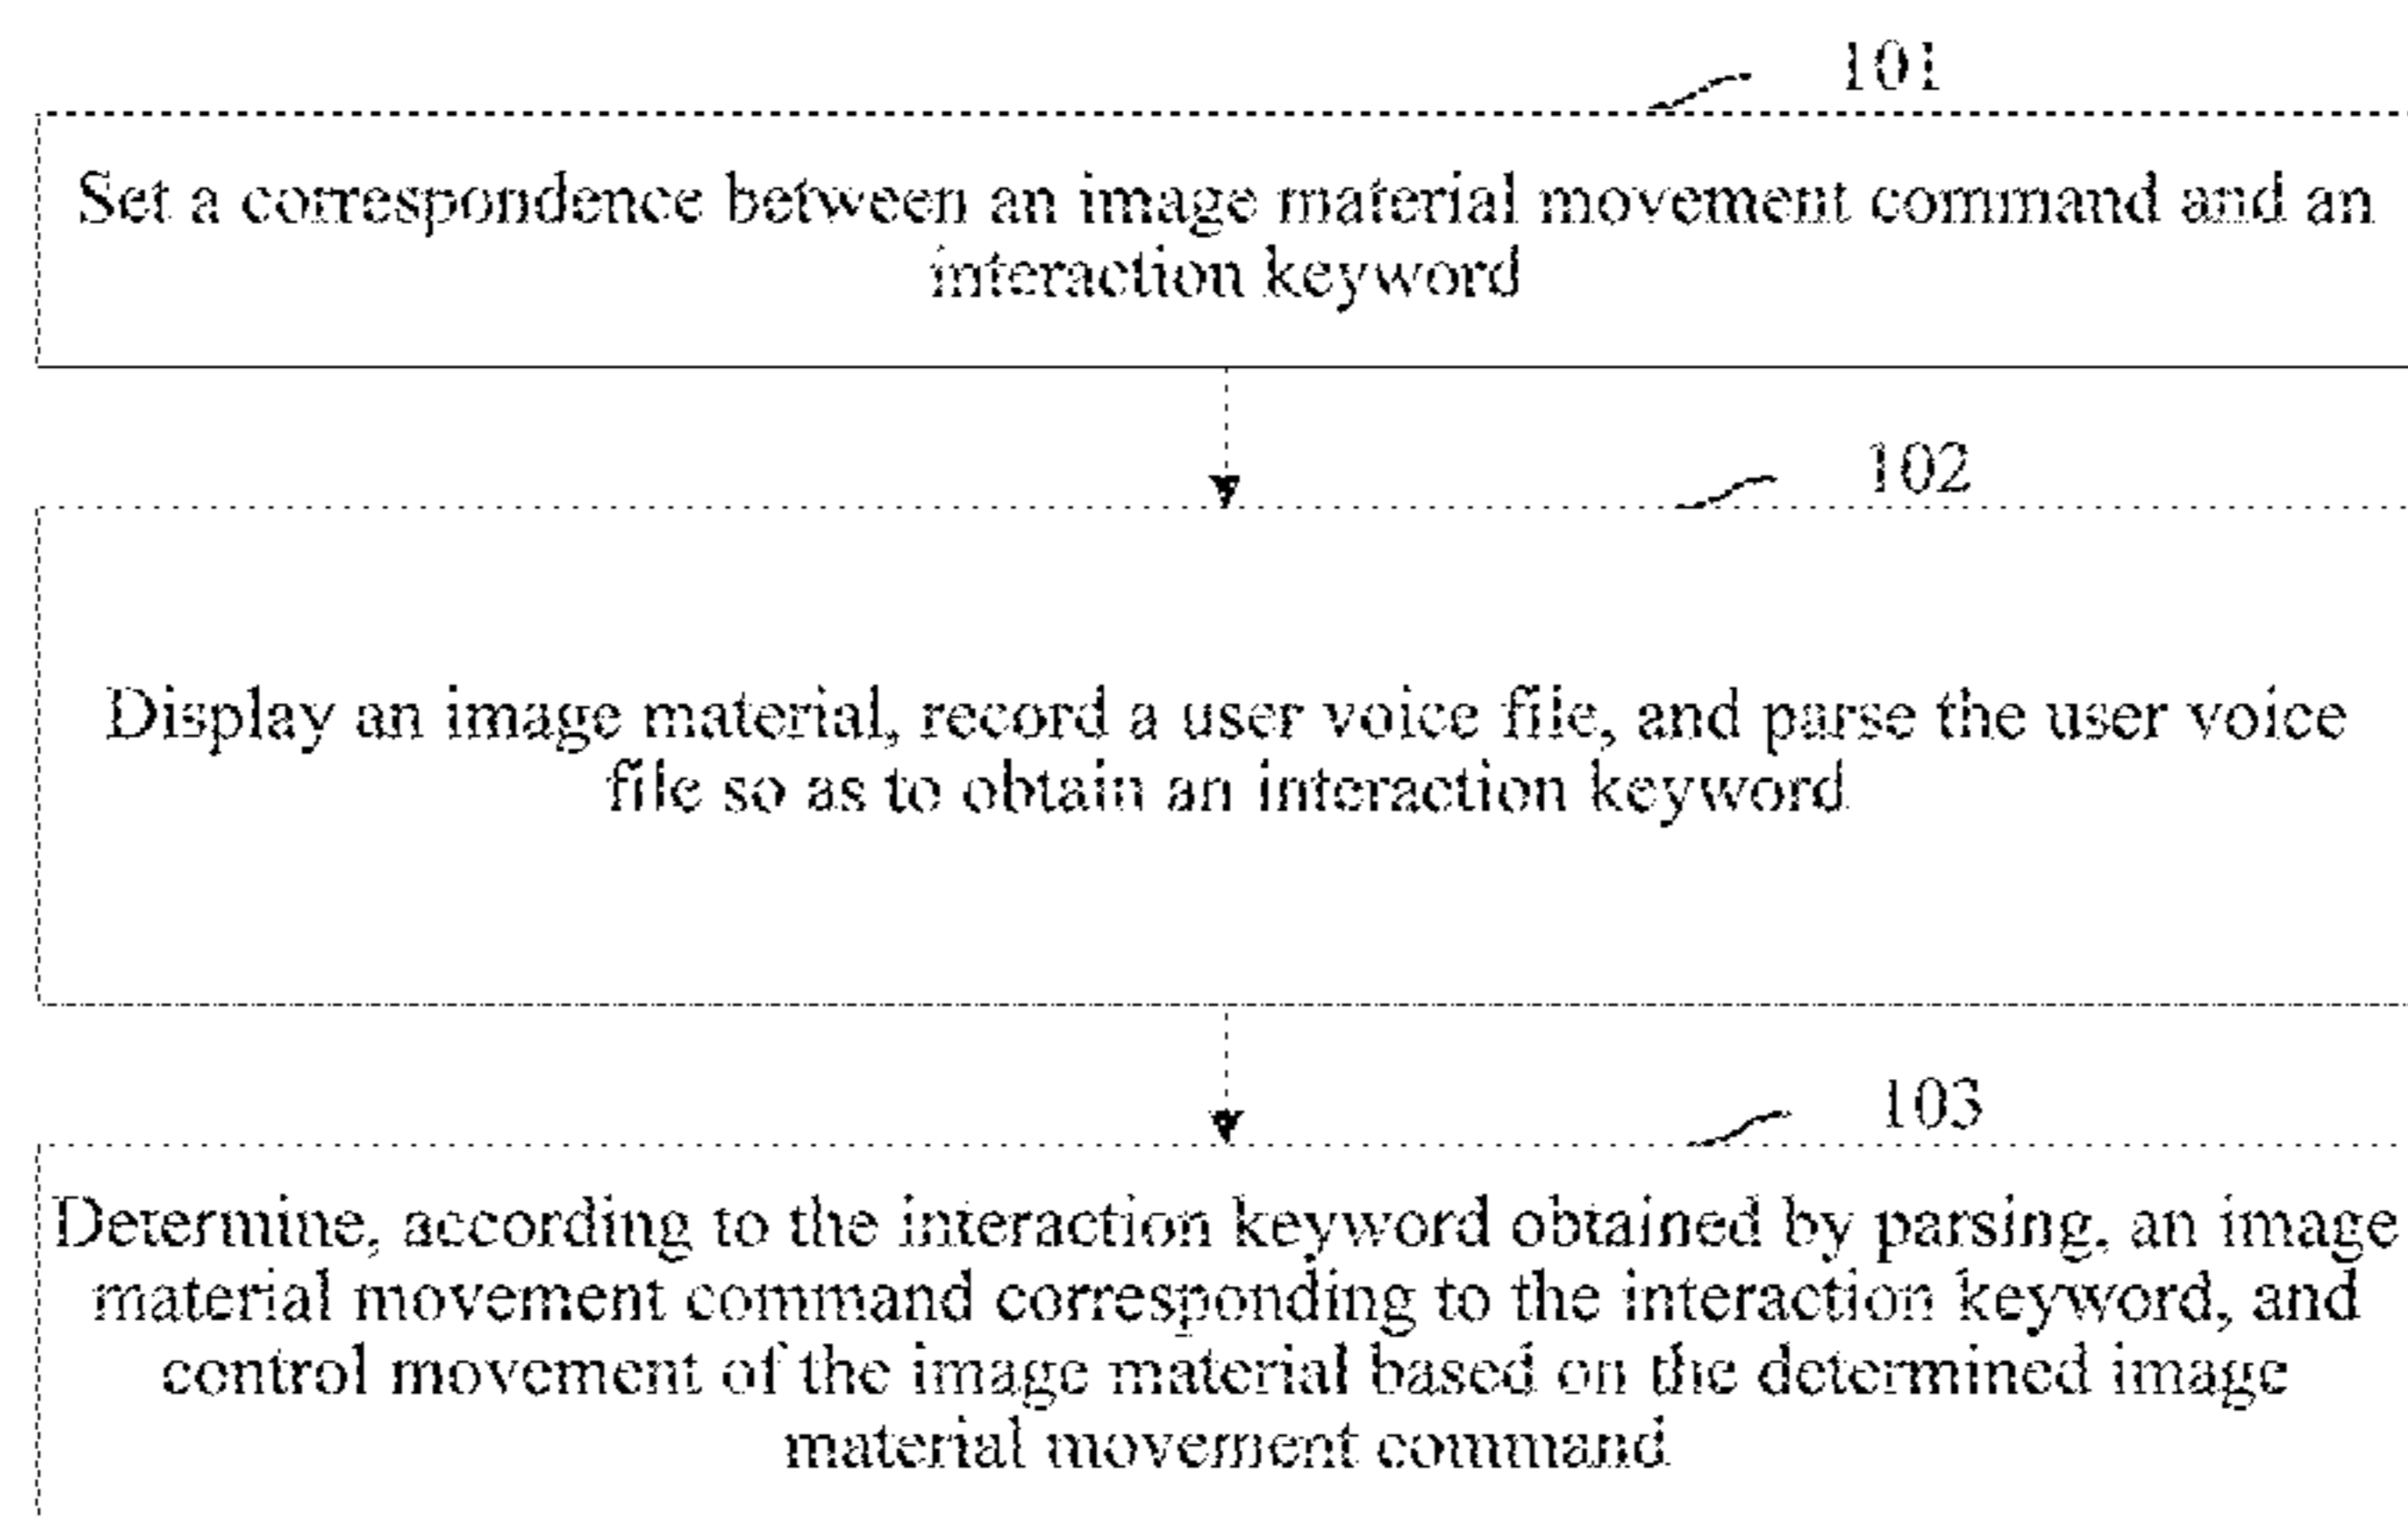 101
Set a correspondence between an image material movement command and an
interaction keyword
102
Display an image material, record a user voice file, and parse the user voice
file so as to obtain an interaction keyword
103
Determine, according to the interaction keyword obtained by parsing, an image
material movement command corresponding to the interaction keyword, and
control movement of the image material based on the determined image
material movement command